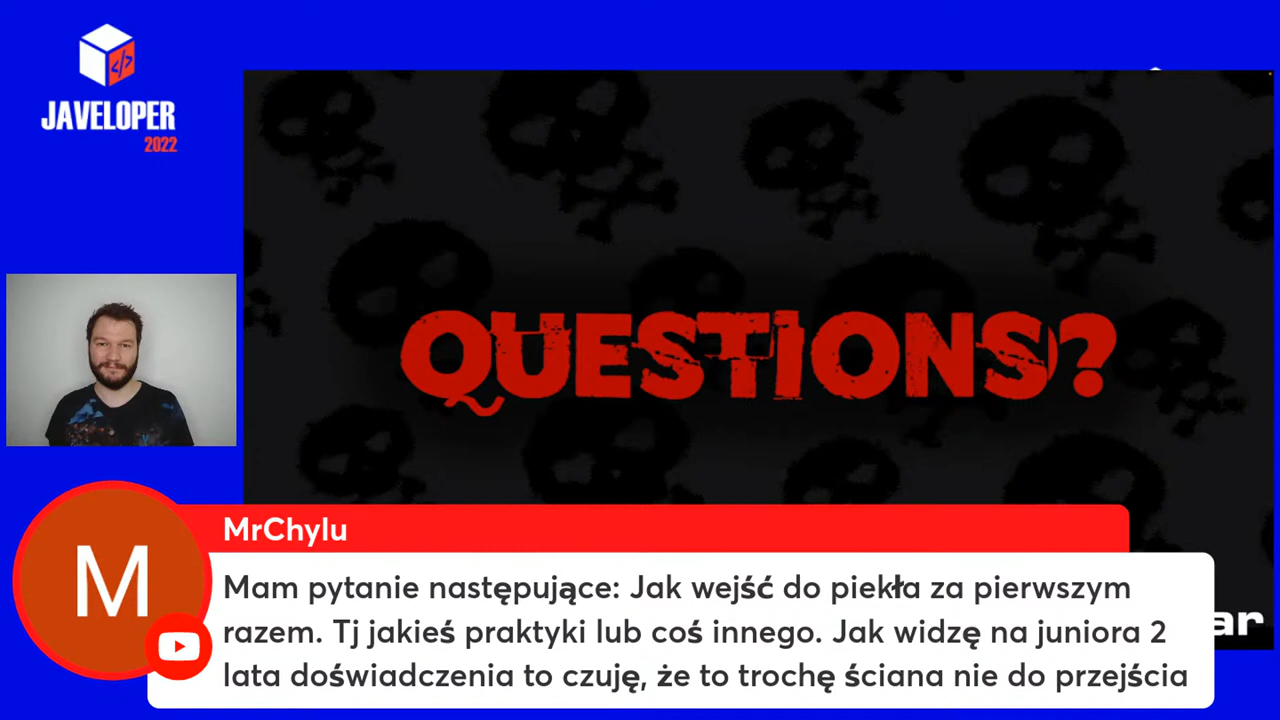 JAVELOPER
2022
QUESTIONS?
MrChylu
M
Mam pytanie następujące: Jak wejść do piekła za pierwszym
razem. Tj jakieś praktyki lub coś innego. Jak widzę na juniora 2
lata doświadczenia to czuję, że to trochę ściana nie do przejścia
ar